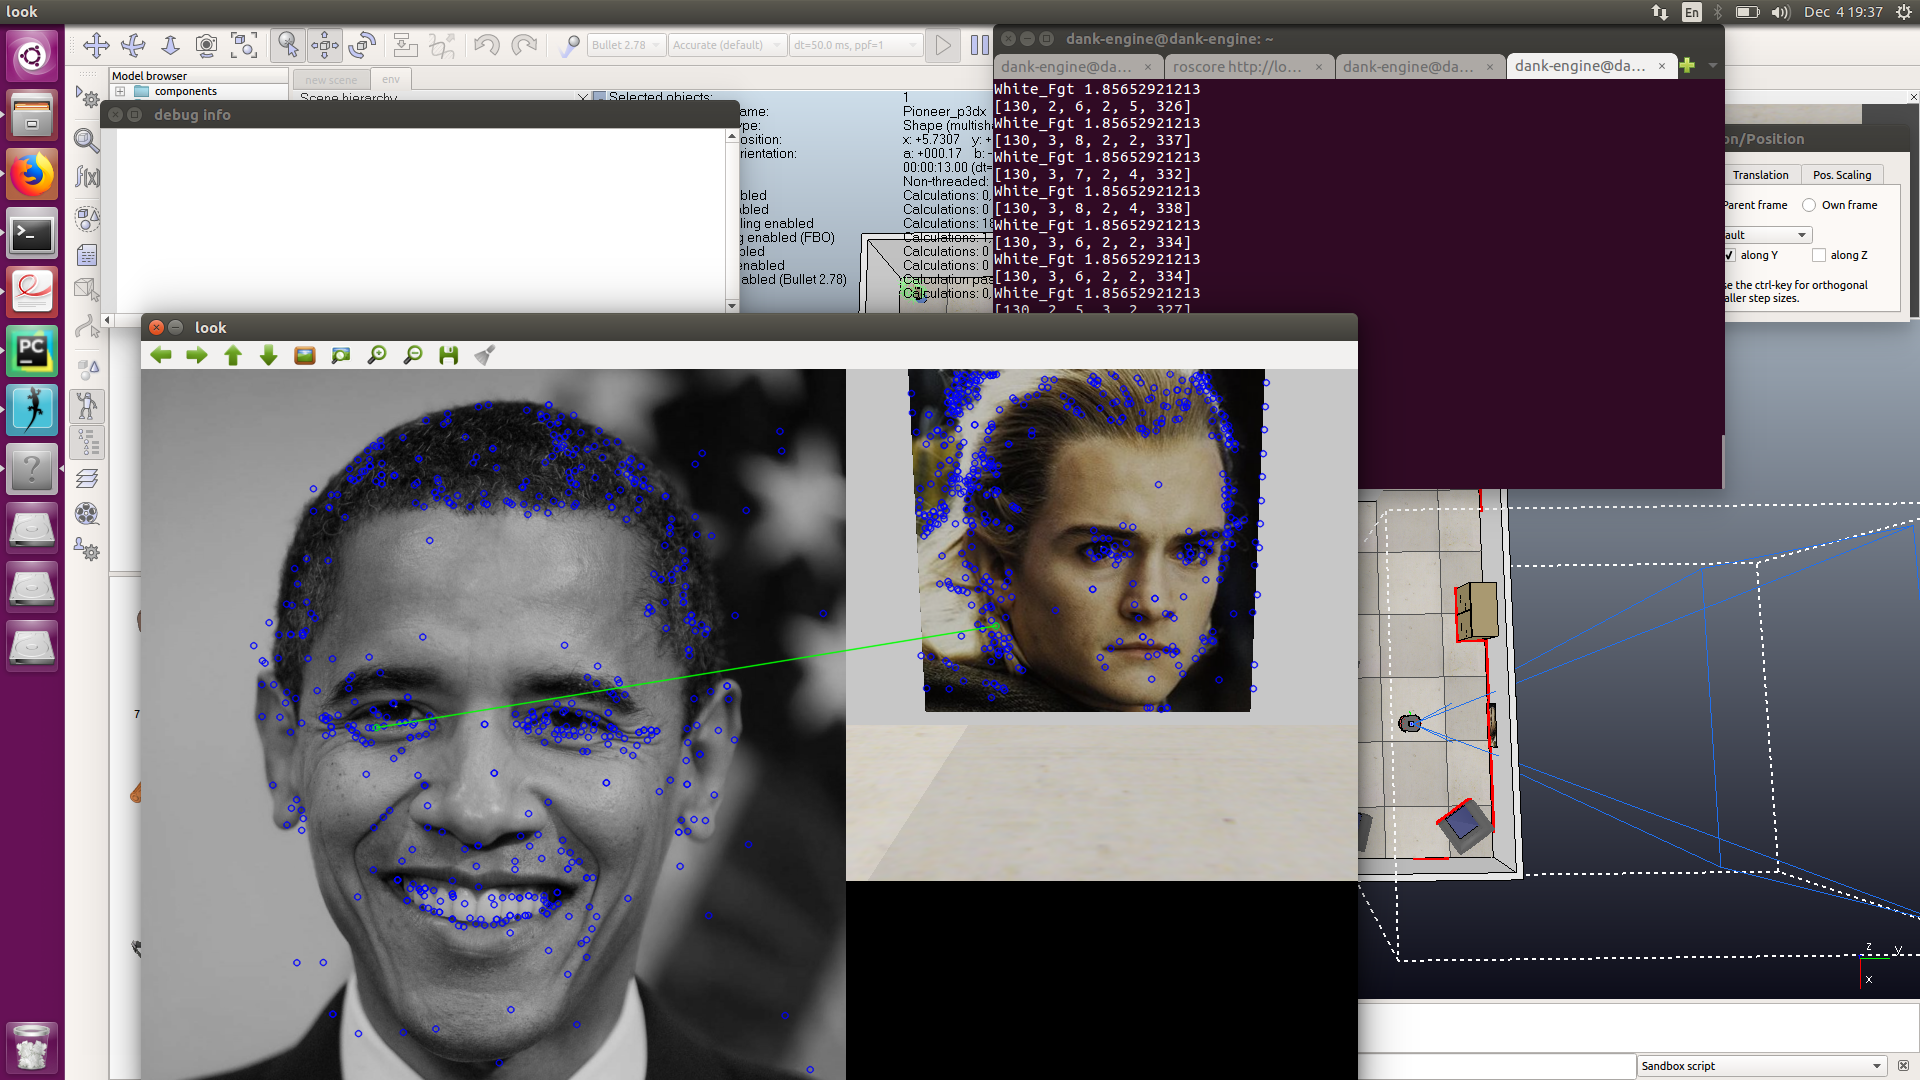 look
En
Dec 4 19:37
Bullet 2.78
Accurate (default)
dt=50.0 ms, ppf=1
dank-engine@dank-engine: ~
dank-engine@da...
roscore http://lo...
dank-engine@da...
dank-engine@da...
Model browser
components
new scene
env
Scene hierarchy
Selected objects:
1
debug info
ame:
Pioneer_p3dx
ype:
Shape (multisha
osition:
x: +5.7307 y: +
rientation:
a: +000.17 b: -
00:00:13.00 (dt=
Non-threaded:
bled
Calculations: 0,
abled
Calculations: 0
ling enabled
Calculations: 18
g enabled (FBO)
Calculations: 1,
bled
Calculations: 0
enabled
Calculations: 0
abled (Bullet 2.78)
Calculation pas
Calculations: 0,
White_Fgt 1.85652921213
[130, 2, 6, 2, 5, 326]
White_Fgt 1.85652921213
[130, 3, 8, 2, 2, 337]
White_Fgt 1.85652921213
[130, 3, 7, 2, 4, 332]
White_Fgt 1.85652921213
[130, 3, 8, 2, 4, 338]
White_Fgt 1.85652921213
[130, 3, 6, 2, 2, 334]
White_Fgt 1.85652921213
[130, 3, 6, 2, 2, 334]
White_Fgt 1.85652921213
[130, 2, 5, 3, 2, 327]
on/Position
Translation
Pos. Scaling
Parent frame
Own frame
ault
along Y
along Z
se the ctrl-key for orthogonal
aller step sizes.
f(x)
look
PC
7
z
y
x
Sandbox script